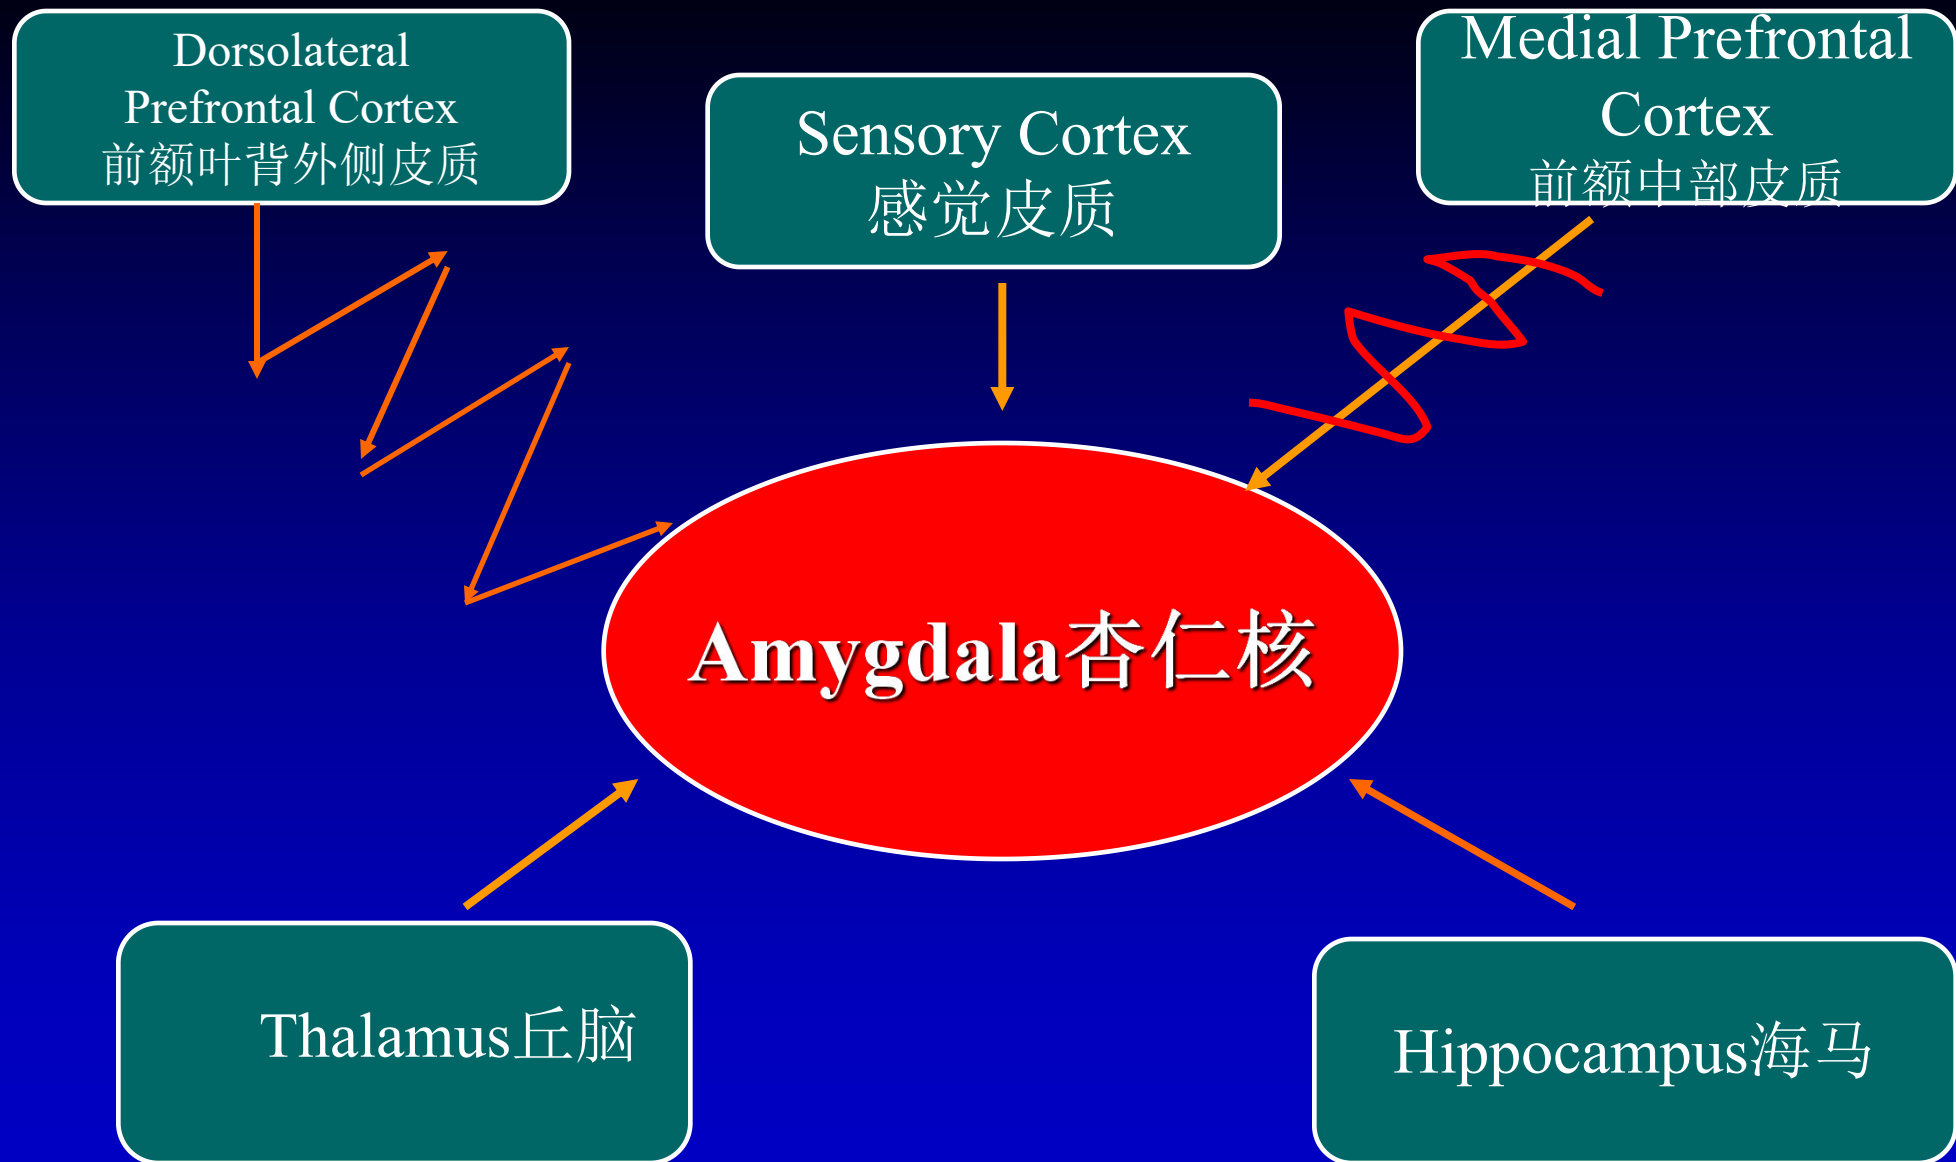 Dorsolateral
Prefrontal Cortex
前额叶背外侧皮质
Sensory Cortex
感觉皮质
Medial Prefrontal
Cortex
前额中部皮质
Amygdala杏仁核
Thalamus丘脑
Hippocampus海马